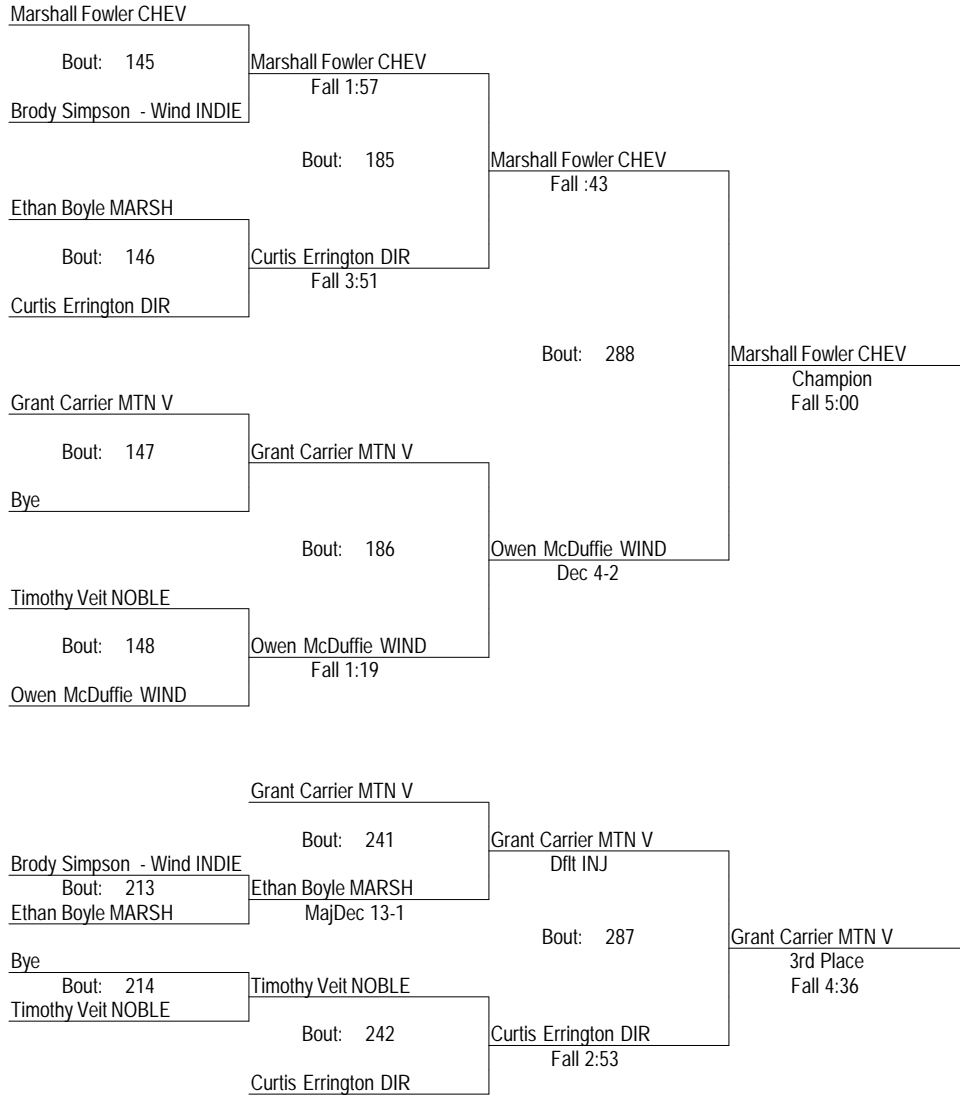 Marshall Fowler CHEV
Bout: 145
Marshall Fowler CHEV
Fall 1:57
Brody Simpson - Wind INDIE
Bout: 185
Marshall Fowler CHEV
Fall :43
Ethan Boyle MARSH
Bout: 146
Curtis Errington DIR
Fall 3:51
Curtis Errington DIR
Bout: 288
Marshall Fowler CHEV
Champion
Fall 5:00
Grant Carrier MTN V
Bout: 147
Grant Carrier MTN V
Bye
Bout: 186
Owen McDuffie WIND
Dec 4-2
Timothy Veit NOBLE
Bout: 148
Owen McDuffie WIND
Fall 1:19
Owen McDuffie WIND
Grant Carrier MTN V
Bout: 241
Grant Carrier MTN V
Dflt INJ
Brody Simpson - Wind INDIE
Bout: 213
Ethan Boyle MARSH
Ethan Boyle MARSH
MajDec 13-1
Bout: 287
Grant Carrier MTN V
3rd Place
Fall 4:36
Bye
Bout: 214
Timothy Veit NOBLE
Timothy Veit NOBLE
Bout: 242
Curtis Errington DIR
Fall 2:53
Curtis Errington DIR